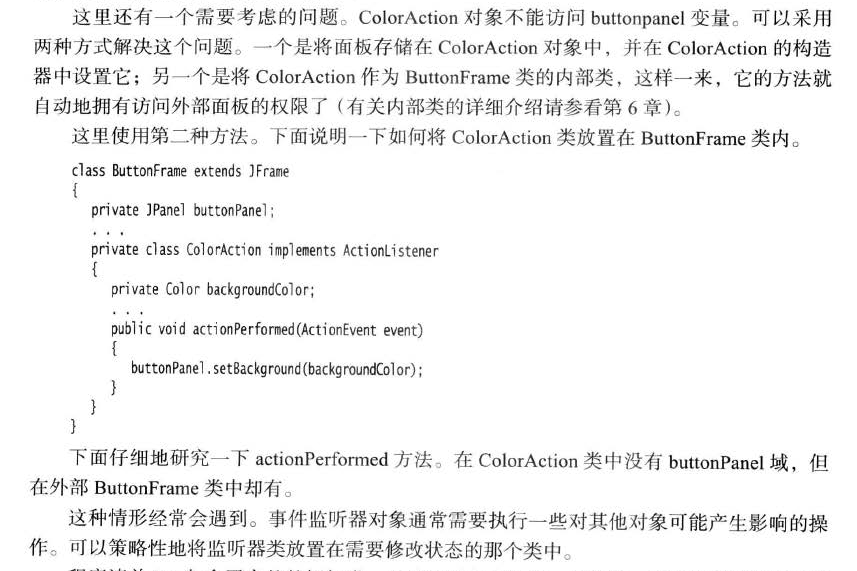 这里还有一个需要考虑的问题。ColorAction 对象不能访问 buttonpanel 变量。可以采用
两种方式解决这个问题。一个是将面板存储在 ColorAction 对象中，并在 ColorAction 的构造
器中设置它；另一个是将 ColorAction 作为 ButtonFrame 类的内部类，这样一来，它的方法就
自动地拥有访问外部面板的权限了（有关内部类的详细介绍请参看第 6 章）。
这里使用第二种方法。下面说明一下如何将 ColorAction 类放置在 ButtonFrame 类内。
class ButtonFrame extends JFrame
{
private JPanel buttonPanel;
. . .
private class ColorAction implements ActionListener
{
private Color backgroundColor;
. . .
public void actionPerformed(ActionEvent event)
{
buttonPanel.setBackground(backgroundColor);
}
}
}
下面仔细地研究一下 actionPerformed 方法。在 ColorAction 类中没有 buttonPanel 域，但
在外部 ButtonFrame 类中却有。
这种情形经常会遇到。事件监听器对象通常需要执行一些对其他对象可能产生影响的操
作。可以策略性地将监听器类放置在需要修改状态的那个类中。